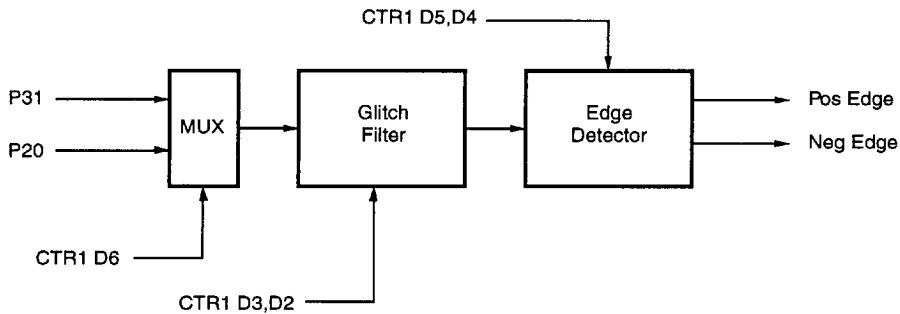 CTR1 D5,D4
P31
P20
MUX
Glitch
Filter
Edge
Detector
Pos Edge
Neg Edge
CTR1 D6
CTR1 D3,D2